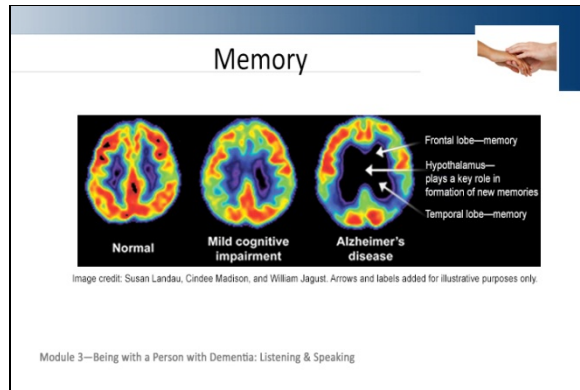 Memory
Frontal lobe—memory
Hypothalamus—
plays a key role in
formation of new memories
Temporal lobe—memory
Normal
Mild cognitive
impairment
Alzheimer's
disease
Image credit: Susan Landau, Cindee Madison, and William Jagust. Arrows and labels added for illustrative purposes only.
Module 3—Being with a Person with Dementia: Listening & Speaking